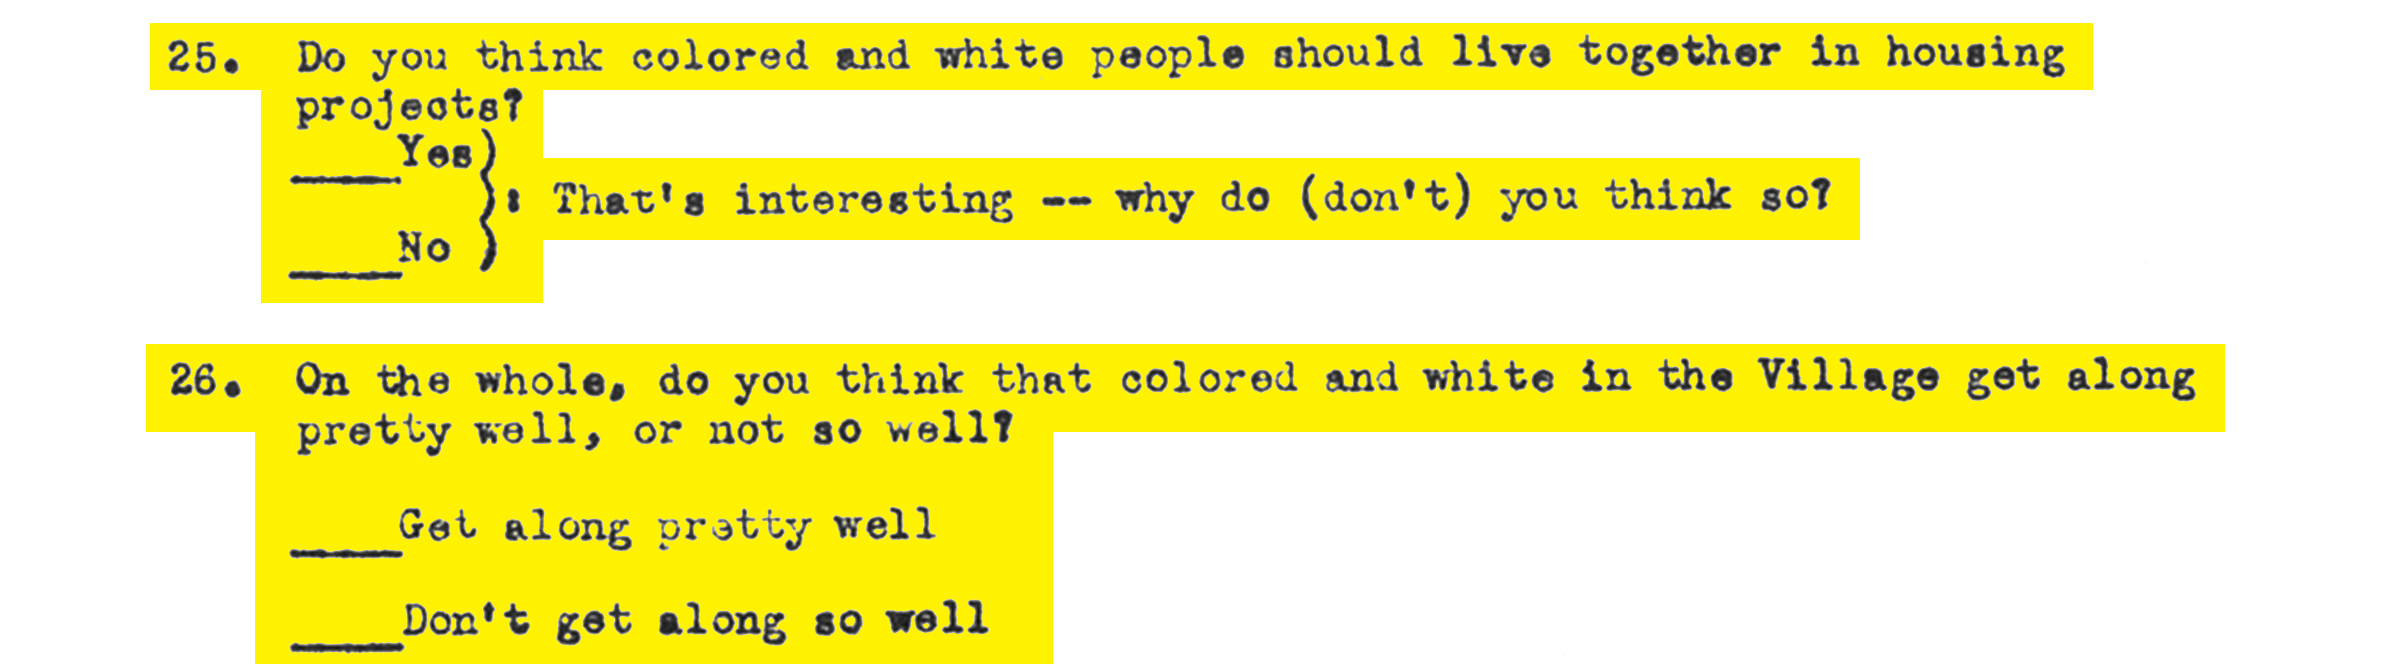 25. Do you think colored and white people should live together in housing
projects?
____Yes)
} : That's interesting -- why do (don't) you think so?
____No )
26. On the whole, do you think that colored and white in the Village get along
pretty well, or not so well?
____Get along pretty well
____Don't get along so well